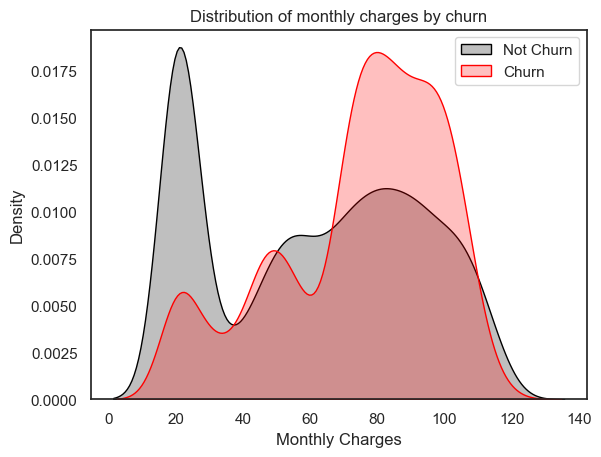 Distribution of monthly charges by churn
Not Churn
Churn
Density
0.0175
0.0150
0.0125
0.0100
0.0075
0.0050
0.0025
0.0000
0 20 40 60 80 100 120 140
Monthly Charges